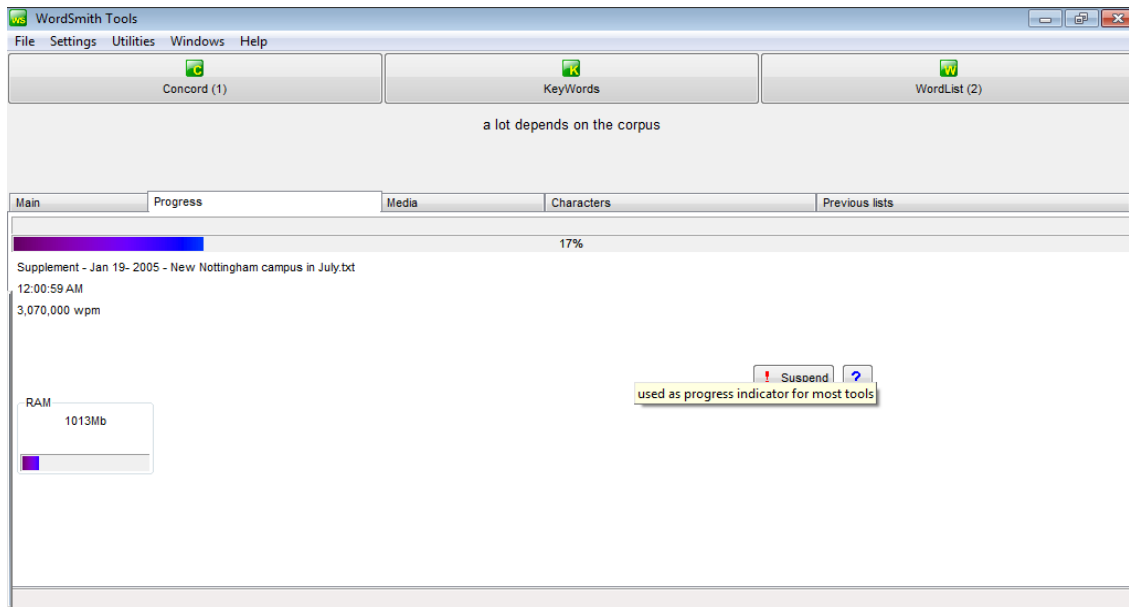 WS WordSmith Tools
File Settings Utilities Windows Help
C K W
Concord (1) KeyWords WordList (2)
a lot depends on the corpus
Main Progress Media Characters Previous lists
17%
Supplement - Jan 19- 2005 - New Nottingham campus in July.txt
12:00:59 AM
3,070,000 wpm
! Suspend ?
used as progress indicator for most tools
RAM
1013Mb